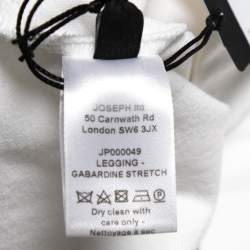 JOSEPH ltd
50 Carnwath Rd
London SW6 3JX
JP000049
LEGGING -
GABARDINE STRETCH
Dry clean with
care only -
Nettoyage à sec